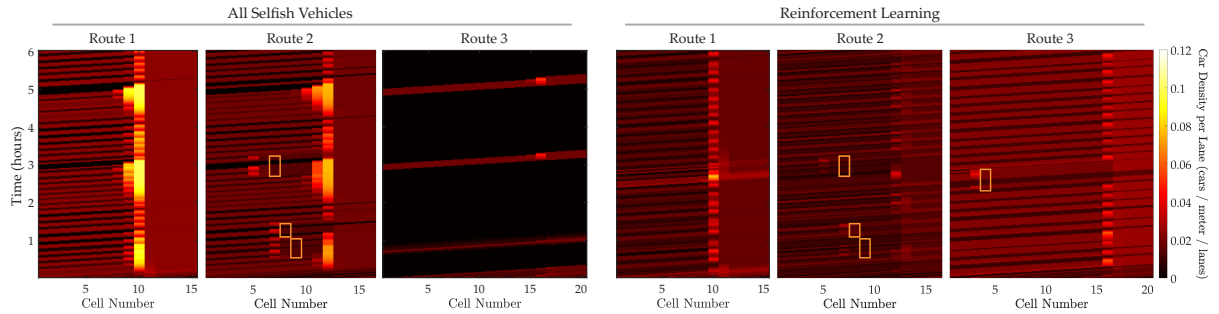 All Selfish Vehicles
Reinforcement Learning
Route 1
Route 2
Route 3
Route 1
Route 2
Route 3
Time (hours)
6
5
4
3
2
1
5 10 15
Cell Number
5 10 15
Cell Number
5 10 15 20
Cell Number
5 10 15
Cell Number
5 10 15
Cell Number
5 10 15 20
Cell Number
0.12
0.1
0.08
0.06
0.04
0.02
0
Car Density per Lane (cars / meter / lanes)